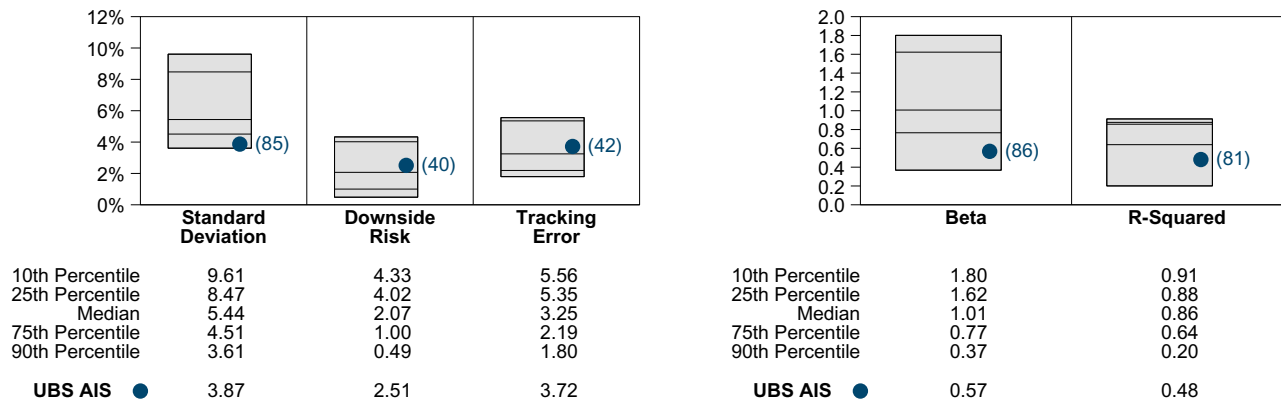 12%
10%
8%
6%
4%
2%
0%
(85)
(40)
(42)
Standard Deviation
Downside Risk
Tracking Error
10th Percentile 9.61 4.33 5.56
25th Percentile 8.47 4.02 5.35
Median 5.44 2.07 3.25
75th Percentile 4.51 1.00 2.19
90th Percentile 3.61 0.49 1.80
UBS AIS 3.87 2.51 3.72
2.0
1.8
1.6
1.4
1.2
1.0
0.8
0.6
0.4
0.2
0.0
(86)
(81)
Beta R-Squared
10th Percentile 1.80 0.91
25th Percentile 1.62 0.88
Median 1.01 0.86
75th Percentile 0.77 0.64
90th Percentile 0.37 0.20
UBS AIS 0.57 0.48